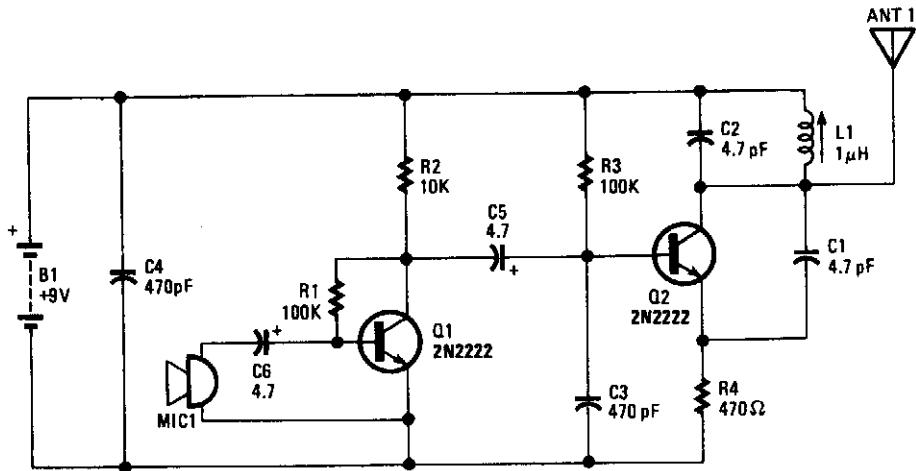 ANT 1
C2
4.7 pF
L1
1μH
R2
10K
R3
100K
C5
4.7
+
+
B1
+9V
C4
470pF
C1
4.7 pF
R1
100K
Q2
2N2222
Q1
2N2222
+
C6
4.7
MIC1
C3
470 pF
R4
470Ω